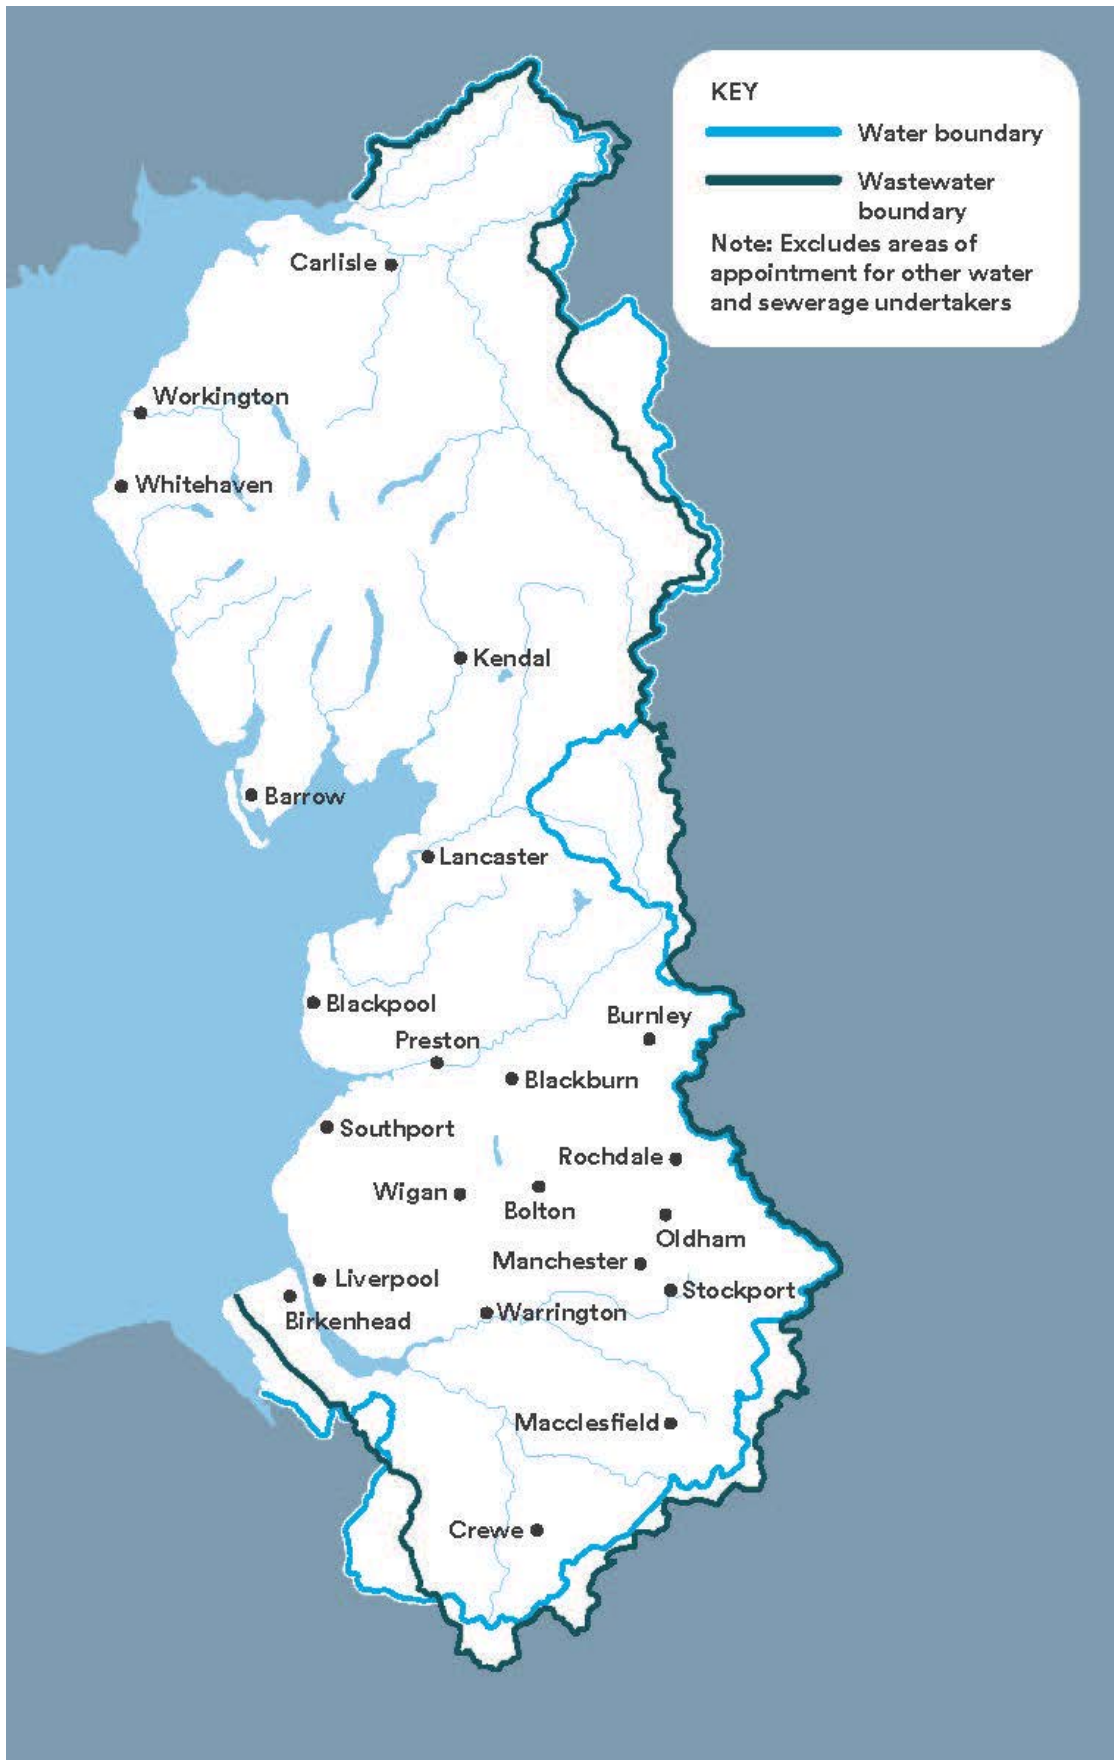 KEY
Water boundary
Wastewater
boundary
Note: Excludes areas of
appointment for other water
and sewerage undertakers
Carlisle
Workington
Whitehaven
Kendal
Barrow
Lancaster
Blackpool
Burnley
Preston
Blackburn
Southport
Rochdale
Wigan
Bolton
Oldham
Manchester
Liverpool
Stockport
Birkenhead
Warrington
Macclesfield
Crewe